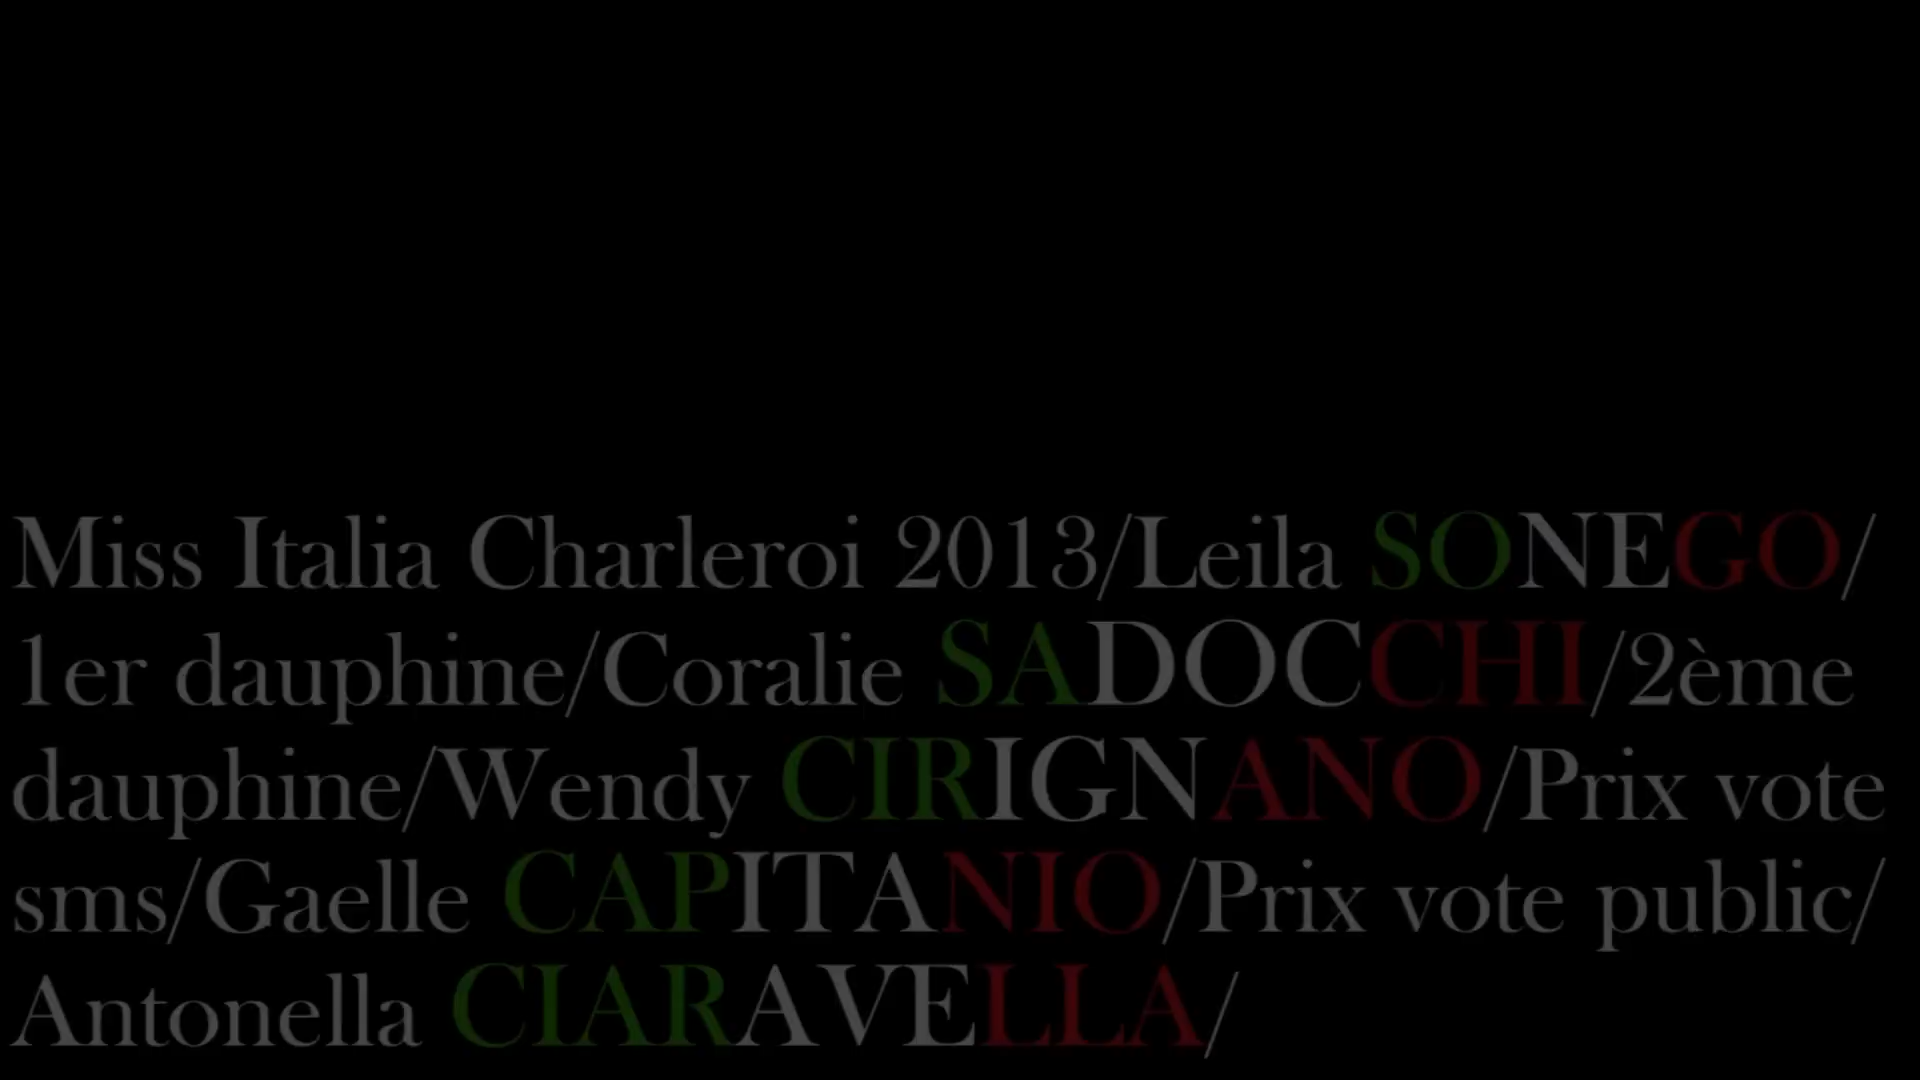 Miss Italia Charleroi 2013/Leila SONEGO/
1er dauphine/Coralie SADOCCHI/2ème
dauphine/Wendy CIRIGNANO/Prix vote
sms/Gaelle CAPITANIO/Prix vote public/
Antonella CIARAVELLA/